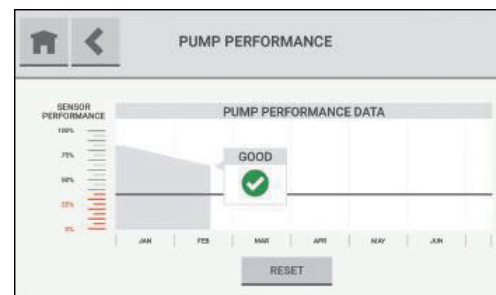 PUMP PERFORMANCE
SENSOR
PERFORMANCE
PUMP PERFORMANCE DATA
100%
75%
50%
25%
0%
GOOD
JAN FEB MAR APR MAY JUN
RESET